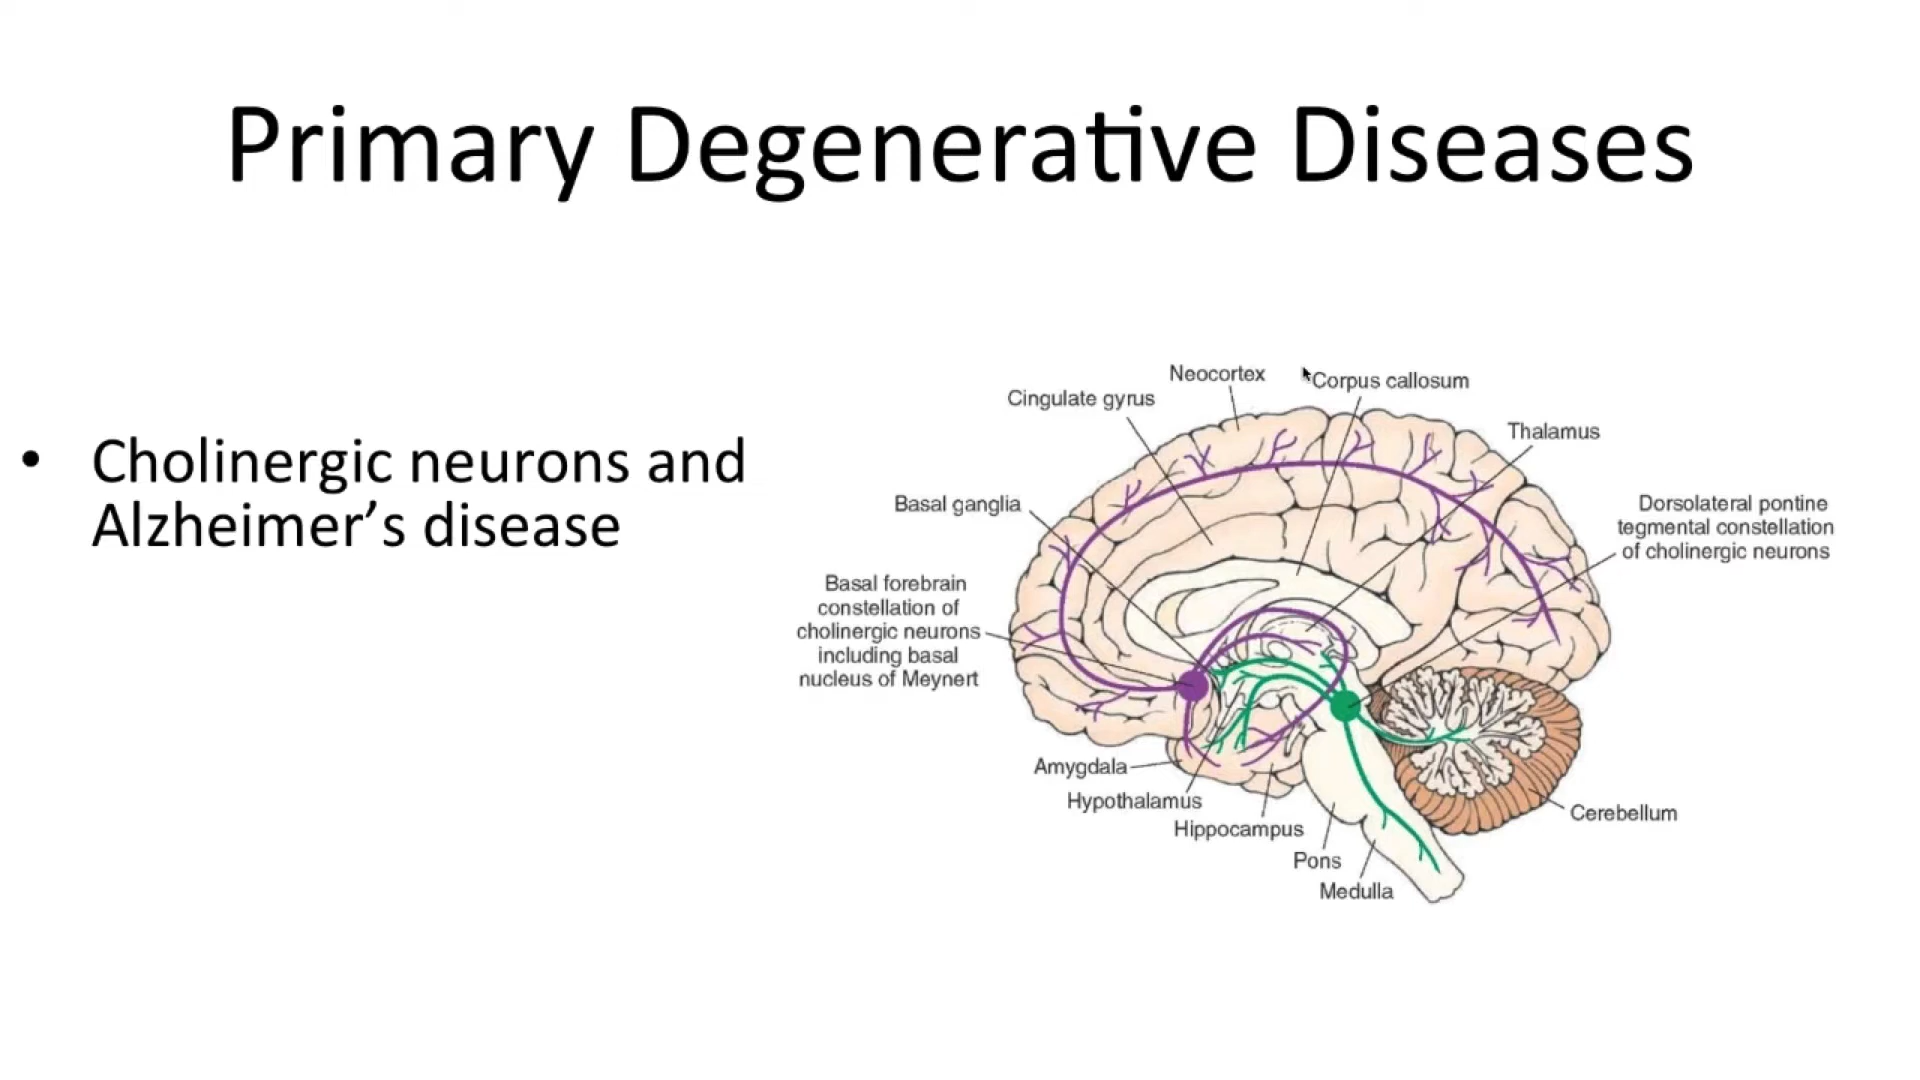 Primary Degenerative Diseases
• Cholinergic neurons and
Alzheimer’s disease
Neocortex
Corpus callosum
Cingulate gyrus
Thalamus
Basal ganglia
Dorsolateral pontine
tegmental constellation
of cholinergic neurons
Basal forebrain
constellation of
cholinergic neurons
including basal
nucleus of Meynert
Amygdala
Hypothalamus
Hippocampus
Pons
Medulla
Cerebellum